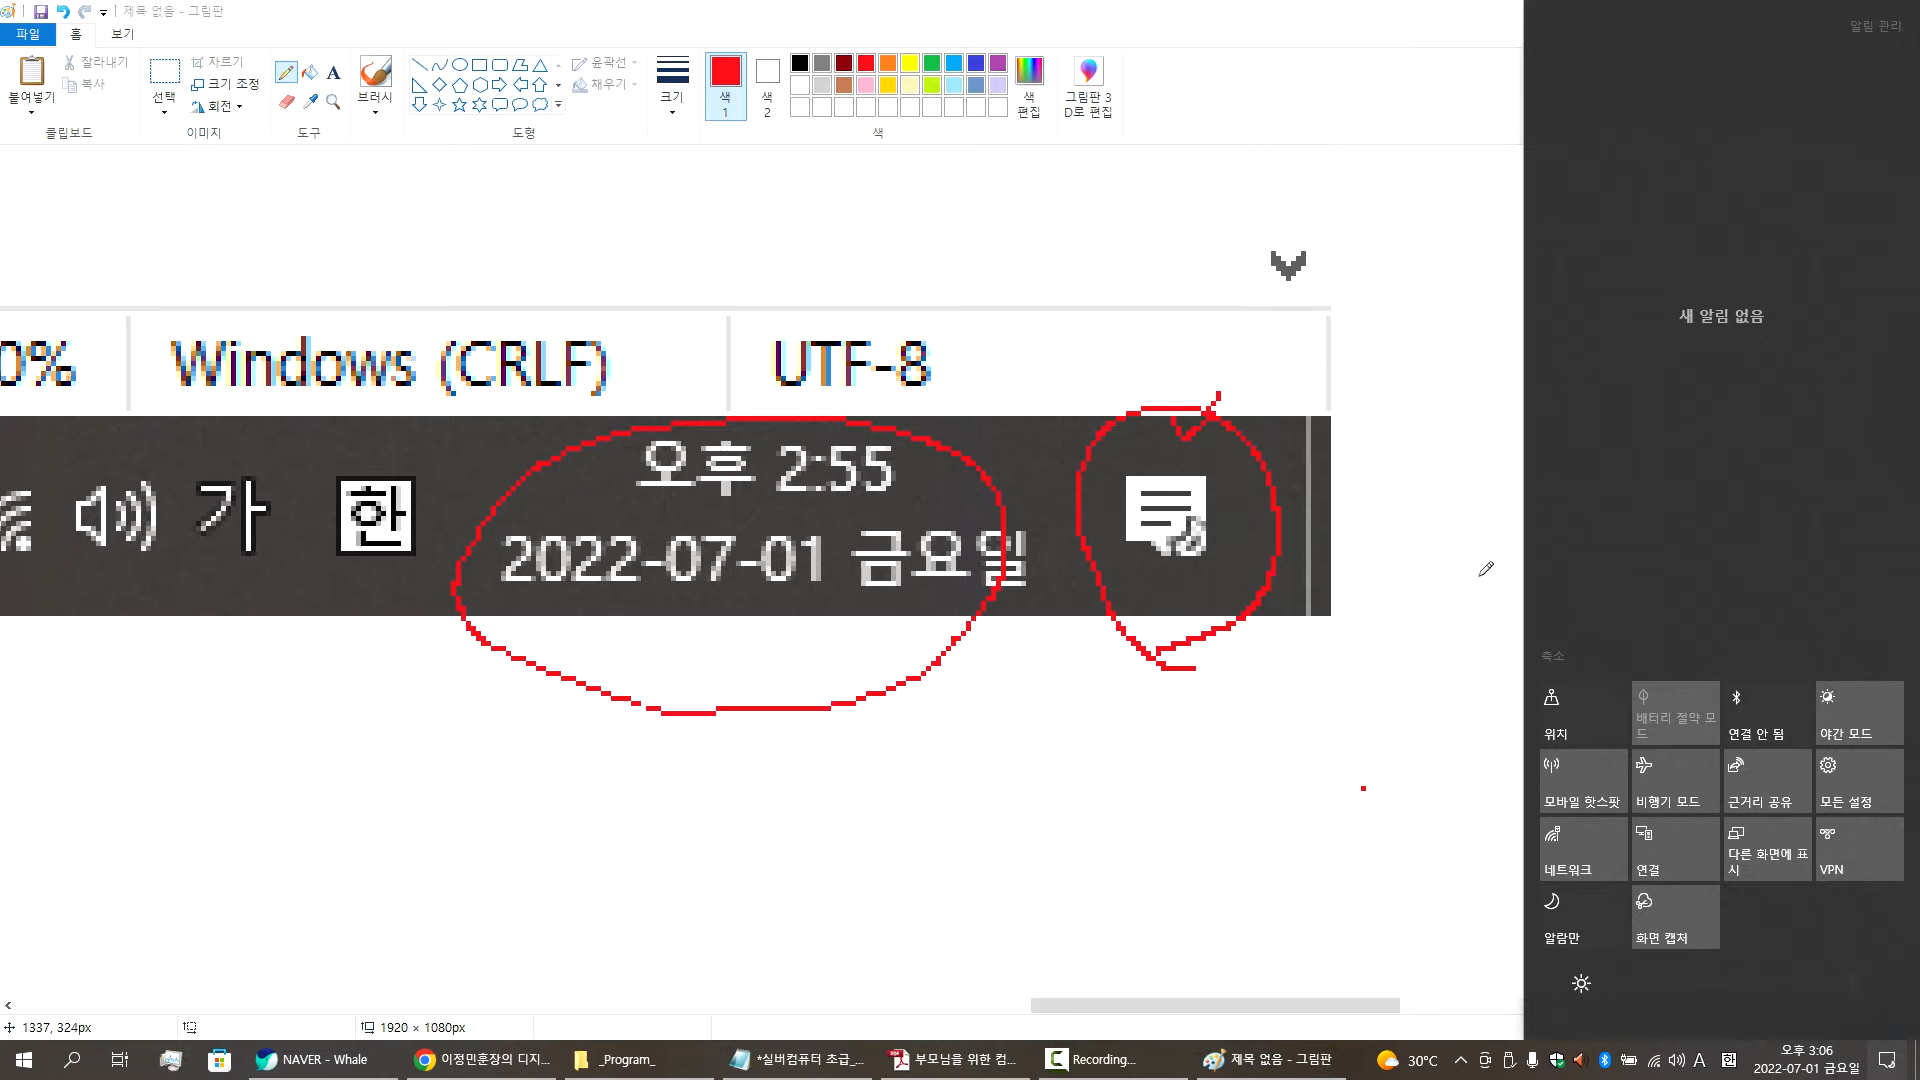 제목 없음 - 그림판
파일 홈 보기
붙여넣기
잘라내기
복사
클립보드
선택
자르기
크기 조정
회전
이미지
A
도구
브러시
도형
윤곽선
채우기
크기
색
1
색
2
색
색
편집
그림판 3
D로 편집
0%
Windows (CRLF)
UTF-8
가
한
오후 2:55
2022-07-01 금요일
1337, 324px
1920 × 1080px
알림 관리
새 알림 없음
축소
위치
배터리 절약 모
드
연결 안 됨
야간 모드
모바일 핫스팟
비행기 모드
근거리 공유
모든 설정
네트워크
연결
다른 화면에 표
시
VPN
알람만
화면 캡처
NAVER - Whale
이정민훈장의 디지...
_Program_
*실버컴퓨터 초급_...
부모님을 위한 컴...
Recording...
제목 없음 - 그림판
30°C
A
한
오후 3:06
2022-07-01 금요일